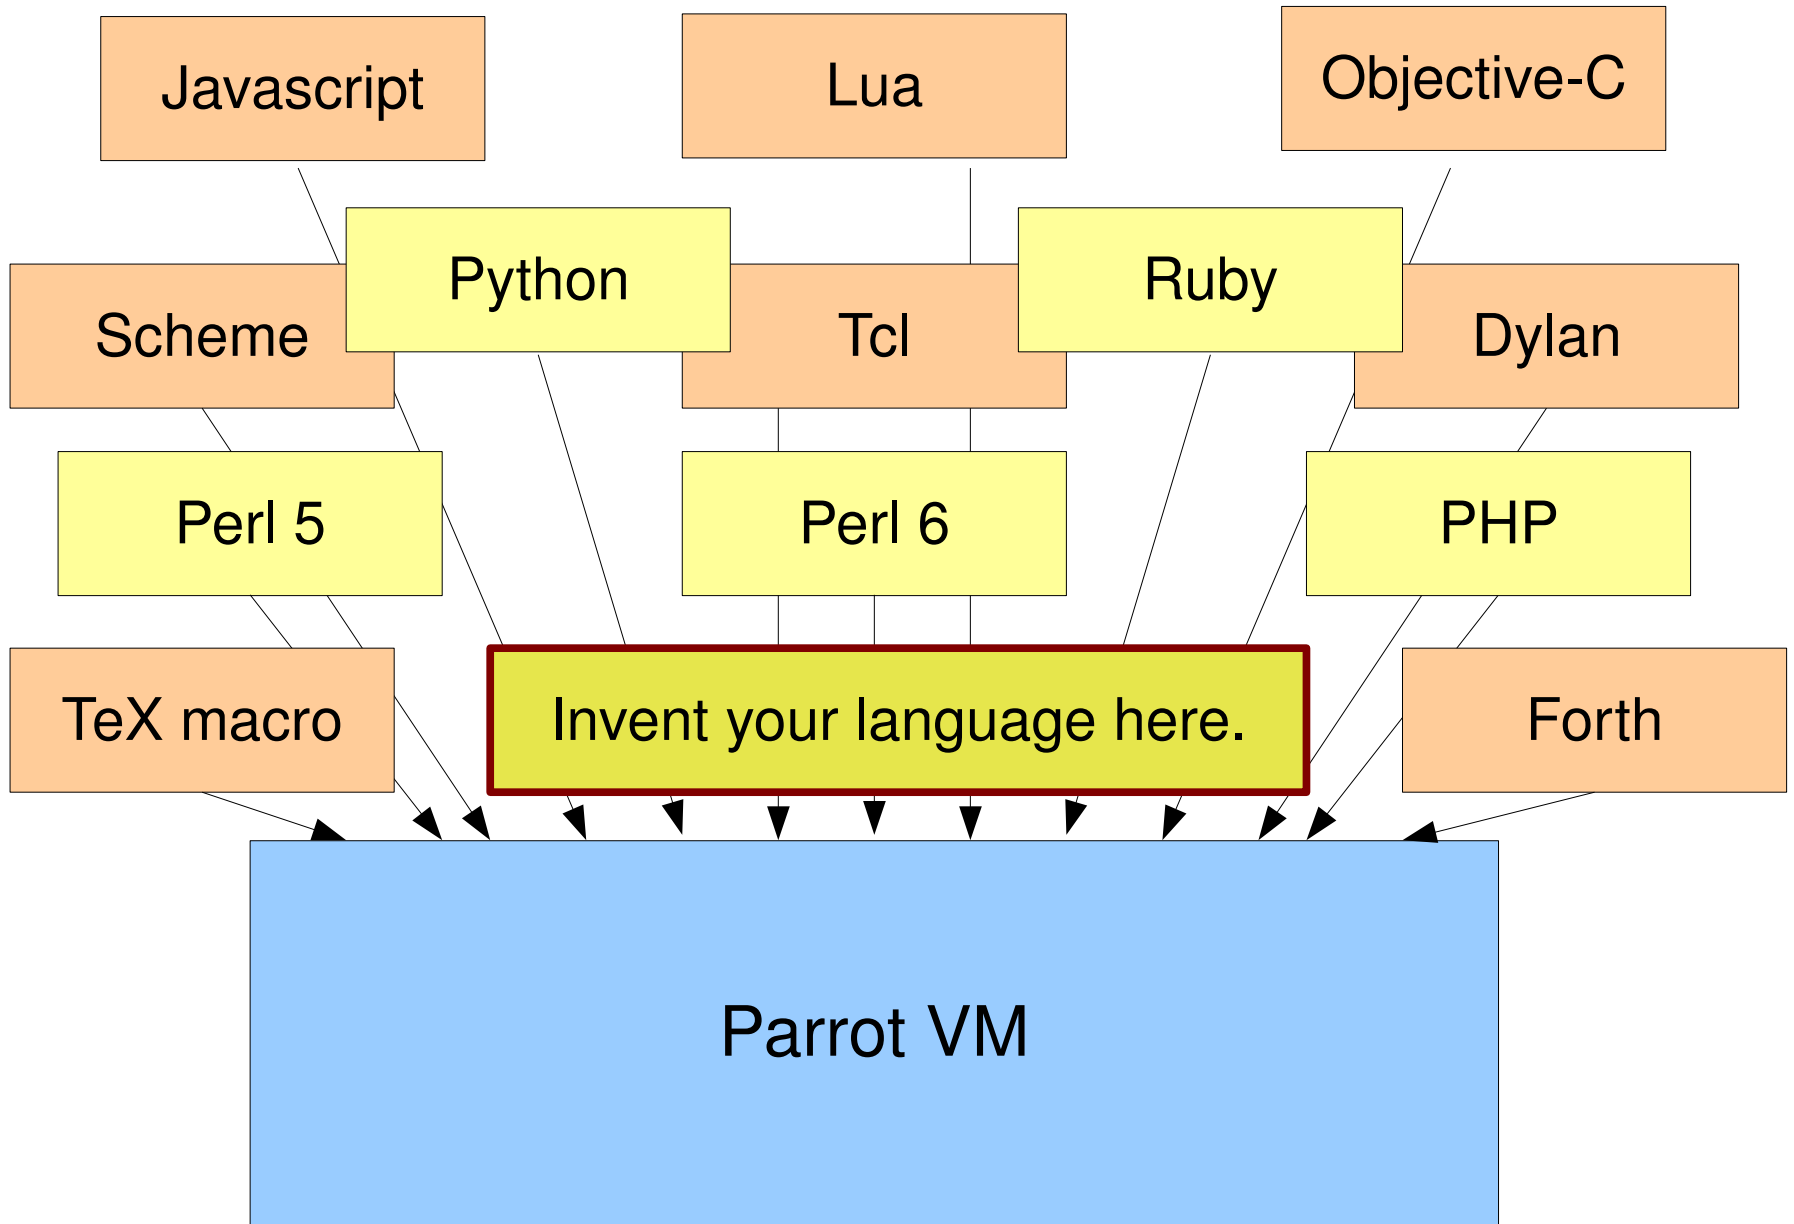 Javascript
Lua
Objective-C
Python
Ruby
Scheme
Tcl
Dylan
Perl 5
Perl 6
PHP
TeX macro
Invent your language here.
Forth
Parrot VM